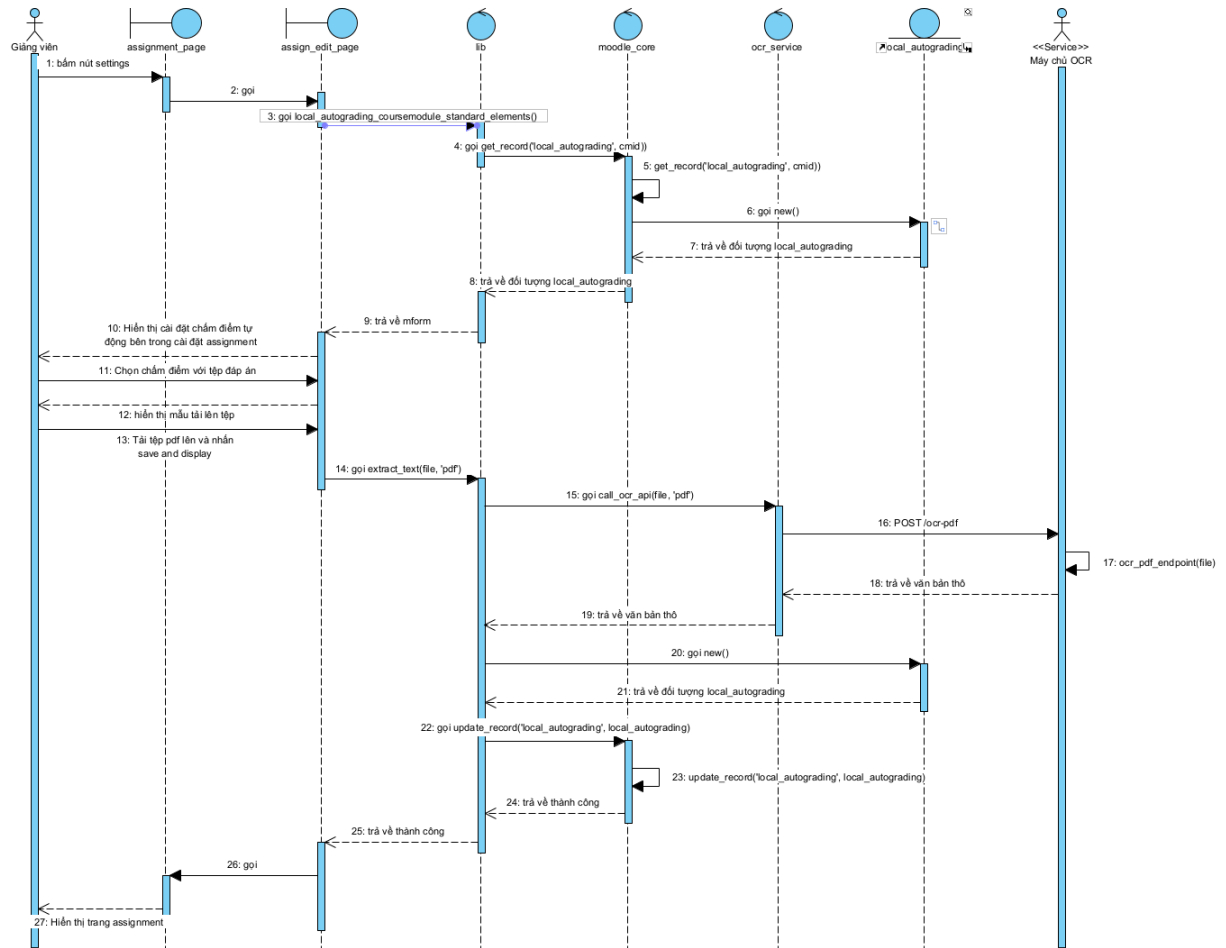 Giảng viên
assignment_page
assign_edit_page
lib
moodle_core
ocr_service
local_autograding
<<Service>>
Máy chủ OCR
1: bấm nút settings
2: gọi
3: gọi local_autograding_coursemodule_standard_elements()
4: gọi get_record('local_autograding', cmid))
5: get_record('local_autograding', cmid))
6: gọi new()
7: trả về đối tượng local_autograding
8: trả về đối tượng local_autograding
9: trả về mform
10: Hiển thị cài đặt chấm điểm tự
động bên trong cài đặt assignment
11: Chọn chấm điểm với tệp đáp án
12: hiển thị mẫu tải lên tệp
13: Tải tệp pdf lên và nhấn
save and display
14: gọi extract_text(file, 'pdf')
15: gọi call_ocr_api(file, 'pdf')
16: POST /ocr-pdf
17: ocr_pdf_endpoint(file)
18: trả về văn bản thô
19: trả về văn bản thô
20: gọi new()
21: trả về đối tượng local_autograding
22: gọi update_record('local_autograding', local_autograding)
23: update_record('local_autograding', local_autograding)
24: trả về thành công
25: trả về thành công
26: gọi
27: Hiển thị trang assignment